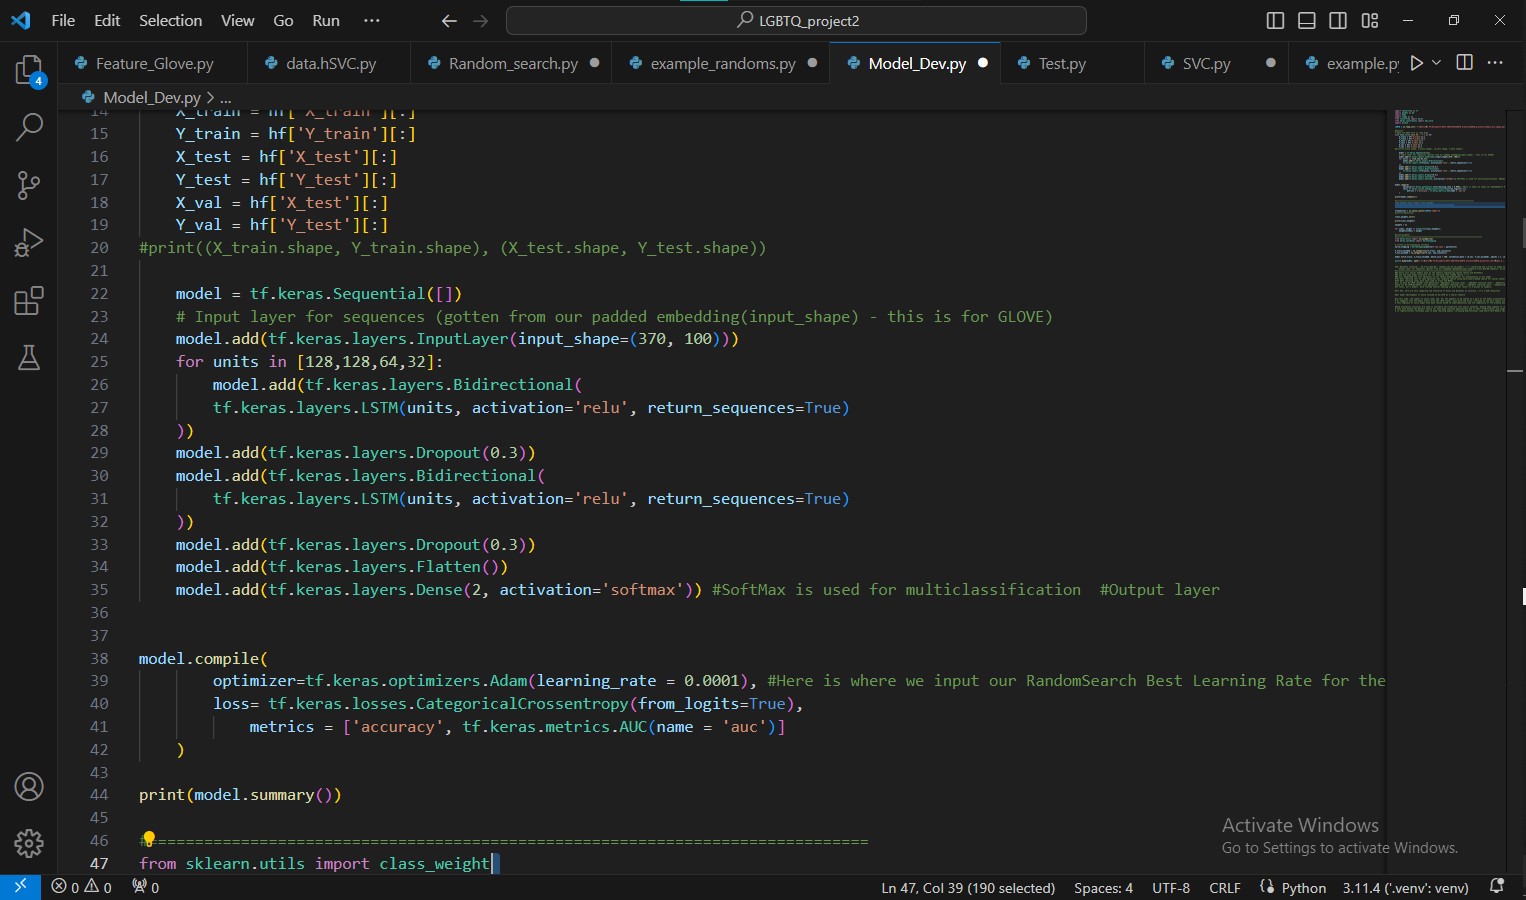 File Edit Selection View Go Run ··· LGBTQ_project2
4
Feature_Glove.py data.hSVC.py Random_search.py example_randoms.py Model_Dev.py Test.py SVC.py example.py
Model_Dev.py > ...
14 X_train = hf['X_train'][:]
15 Y_train = hf['Y_train'][:]
16 X_test = hf['X_test'][:]
17 Y_test = hf['Y_test'][:]
18 X_val = hf['X_test'][:]
19 Y_val = hf['Y_test'][:]
20 #print((X_train.shape, Y_train.shape), (X_test.shape, Y_test.shape))
21
22 model = tf.keras.Sequential([])
23 # Input layer for sequences (gotten from our padded embedding(input_shape) - this is for GLOVE)
24 model.add(tf.keras.layers.InputLayer(input_shape=(370, 100)))
25 for units in [128,128,64,32]:
26 model.add(tf.keras.layers.Bidirectional(
27 tf.keras.layers.LSTM(units, activation='relu', return_sequences=True)
28 ))
29 model.add(tf.keras.layers.Dropout(0.3))
30 model.add(tf.keras.layers.Bidirectional(
31 tf.keras.layers.LSTM(units, activation='relu', return_sequences=True)
32 ))
33 model.add(tf.keras.layers.Dropout(0.3))
34 model.add(tf.keras.layers.Flatten())
35 model.add(tf.keras.layers.Dense(2, activation='softmax')) #SoftMax is used for multiclassification #Output layer
36
37
38 model.compile(
39 optimizer=tf.keras.optimizers.Adam(learning_rate = 0.0001), #Here is where we input our RandomSearch Best Learning Rate for the
40 loss= tf.keras.losses.CategoricalCrossentropy(from_logits=True),
41 metrics = ['accuracy', tf.keras.metrics.AUC(name = 'auc')]
42 )
43
44 print(model.summary())
45
46 #==============================================================================
47 from sklearn.utils import class_weight
Activate Windows
Go to Settings to activate Windows.
0 0 0 Ln 47, Col 39 (190 selected) Spaces: 4 UTF-8 CRLF Python 3.11.4 ('.venv': venv)